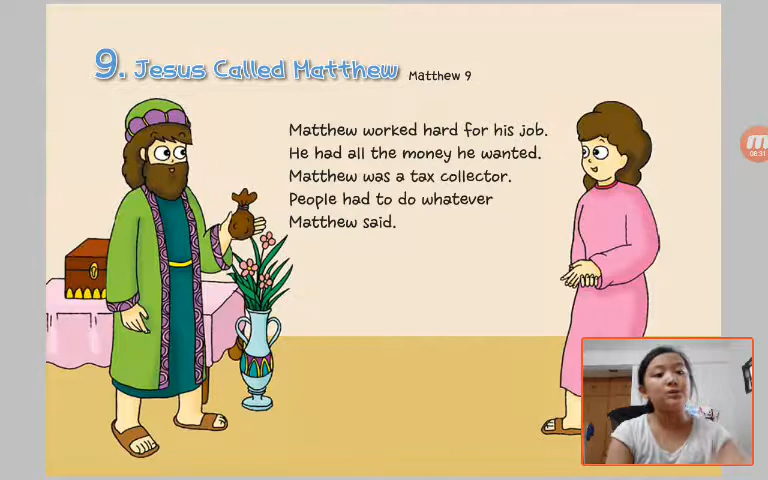 9. Jesus Called Matthew Matthew 9
Matthew worked hard for his job.
He had all the money he wanted.
Matthew was a tax collector.
People had to do whatever
Matthew said.